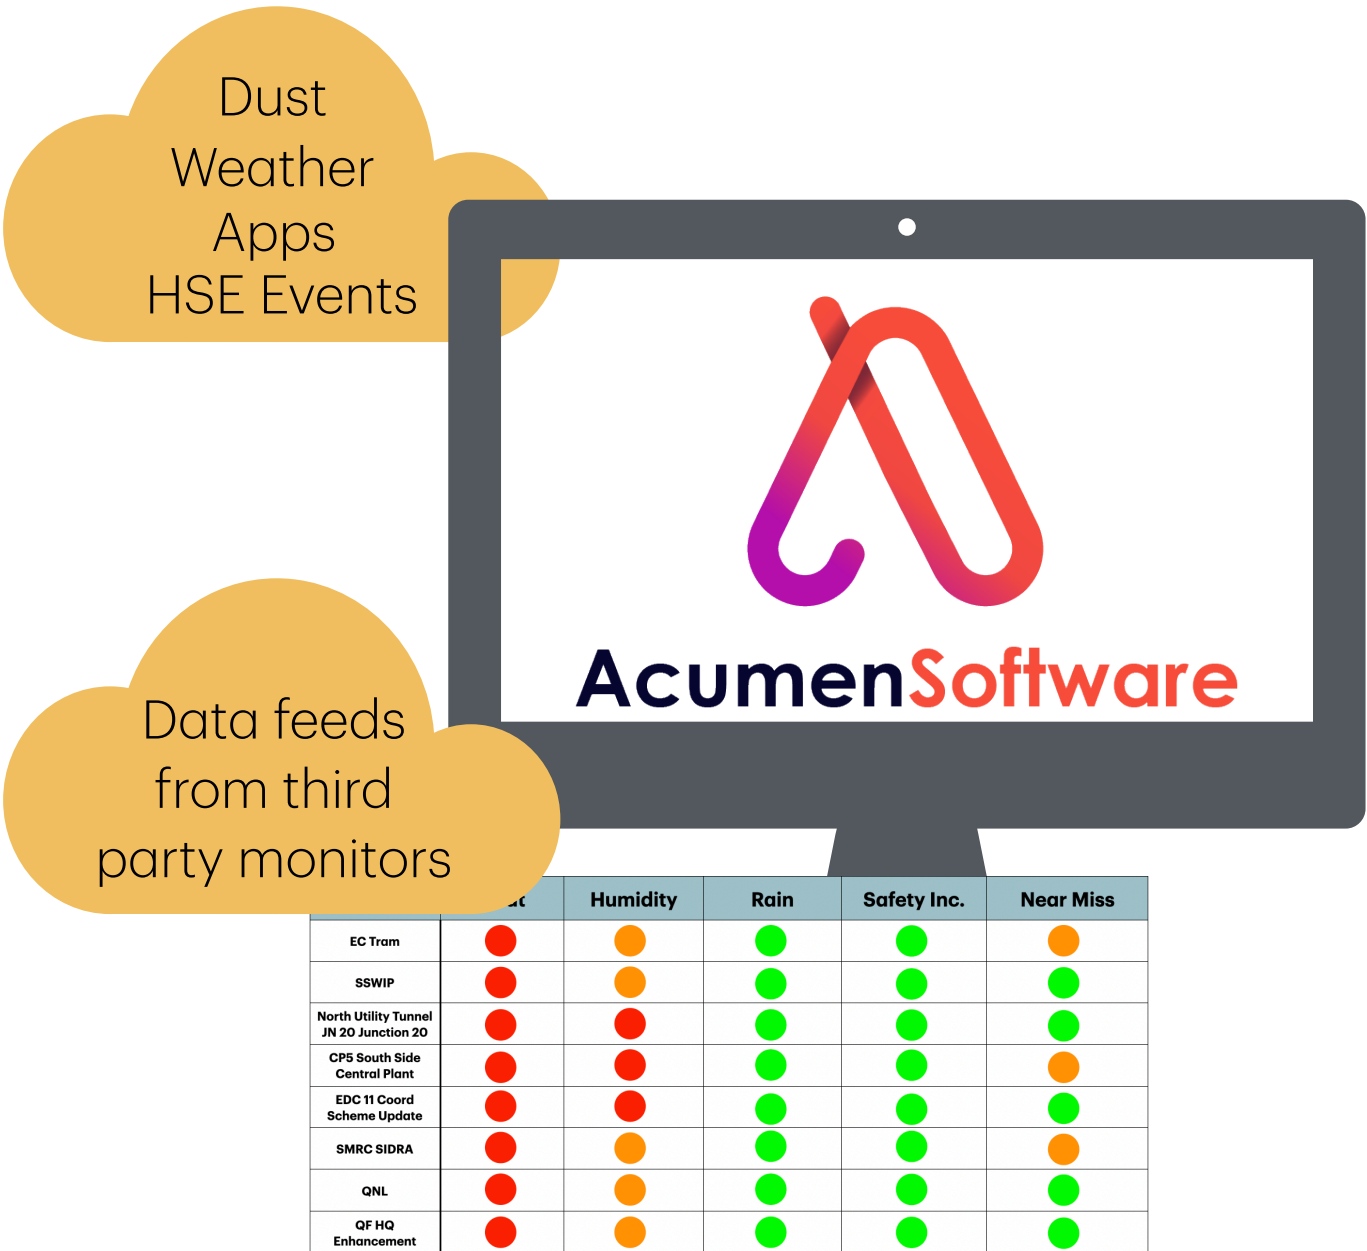 Dust
Weather
Apps
HSE Events
AcumenSoftware
Data feeds
from third
party monitors
Humidity Rain Safety Inc. Near Miss
EC Tram
SSWIP
North Utility Tunnel
JN 20 Junction 20
CP5 South Side
Central Plant
EDC 11 Coord
Scheme Update
SMRC SIDRA
QNL
QF HQ
Enhancement